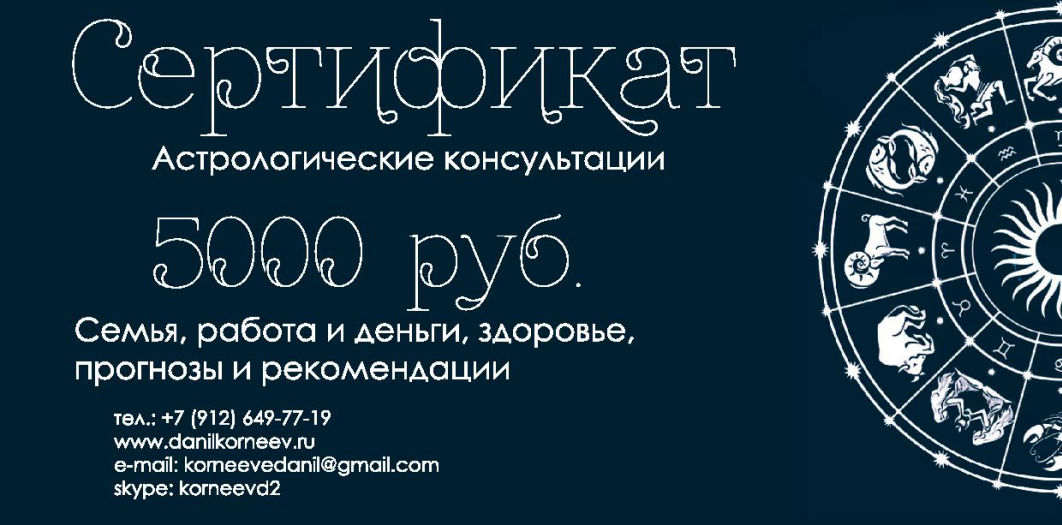 Сертификат
Астрологические консультации
5000 руб.
Семья, работа и деньги, здоровье,
прогнозы и рекомендации
тел.: +7 (912) 649-77-19
www.danilkorneev.ru
e-mail: korneevedanil@gmail.com
skype: korneevd2